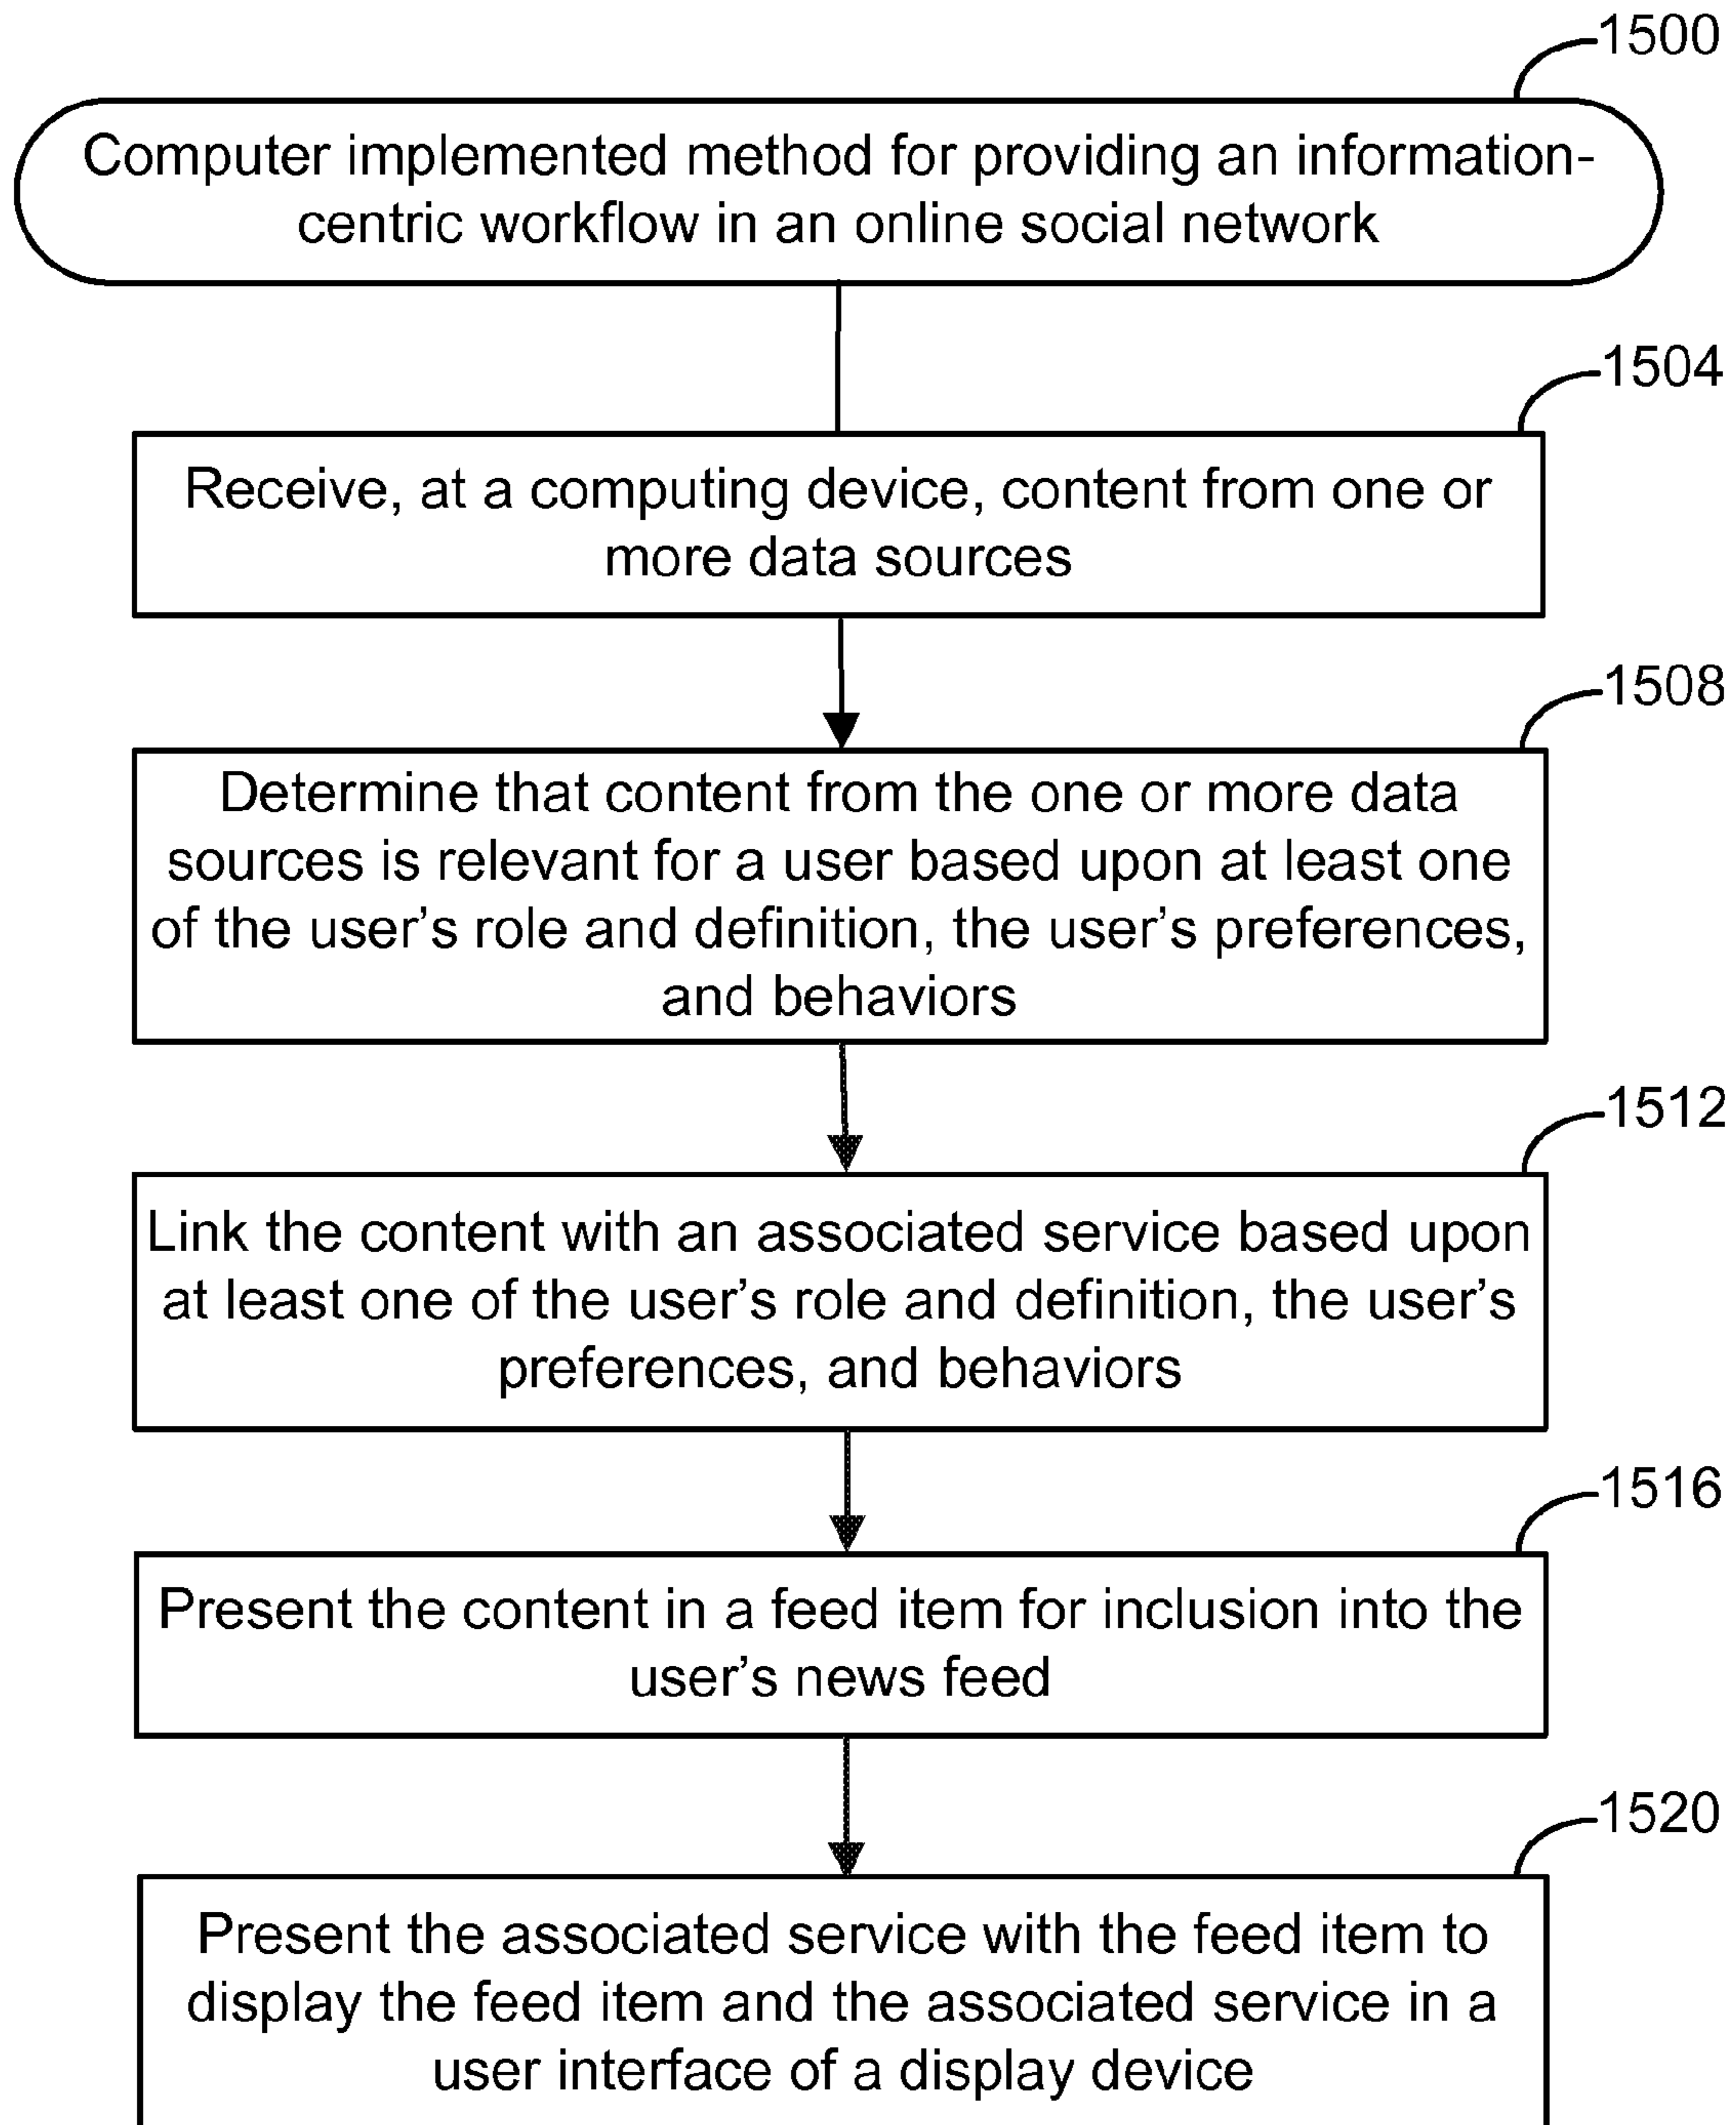 1500
Computer implemented method for providing an information-
centric workflow in an online social network
1504
Receive, at a computing device, content from one or
more data sources
1508
Determine that content from the one or more data
sources is relevant for a user based upon at least one
of the user’s role and definition, the user’s preferences,
and behaviors
1512
Link the content with an associated service based upon
at least one of the user’s role and definition, the user’s
preferences, and behaviors
1516
Present the content in a feed item for inclusion into the
user’s news feed
1520
Present the associated service with the feed item to
display the feed item and the associated service in a
user interface of a display device